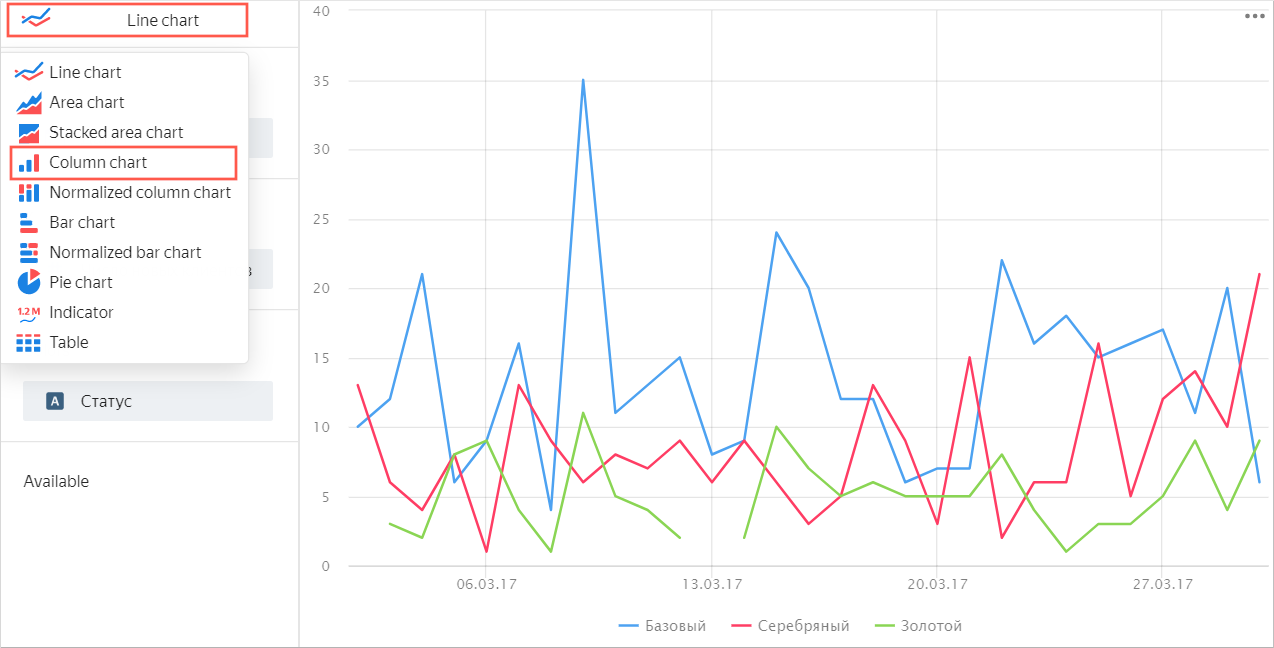 Line chart
Line chart
Area chart
Stacked area chart
Column chart
Normalized column chart
Bar chart
Normalized bar chart
Pie chart
1.2 M
Indicator
Table
A
Статус
Available
40
35
30
25
20
15
10
5
0
06.03.17
13.03.17
20.03.17
27.03.17
Базовый
Серебряный
Золотой